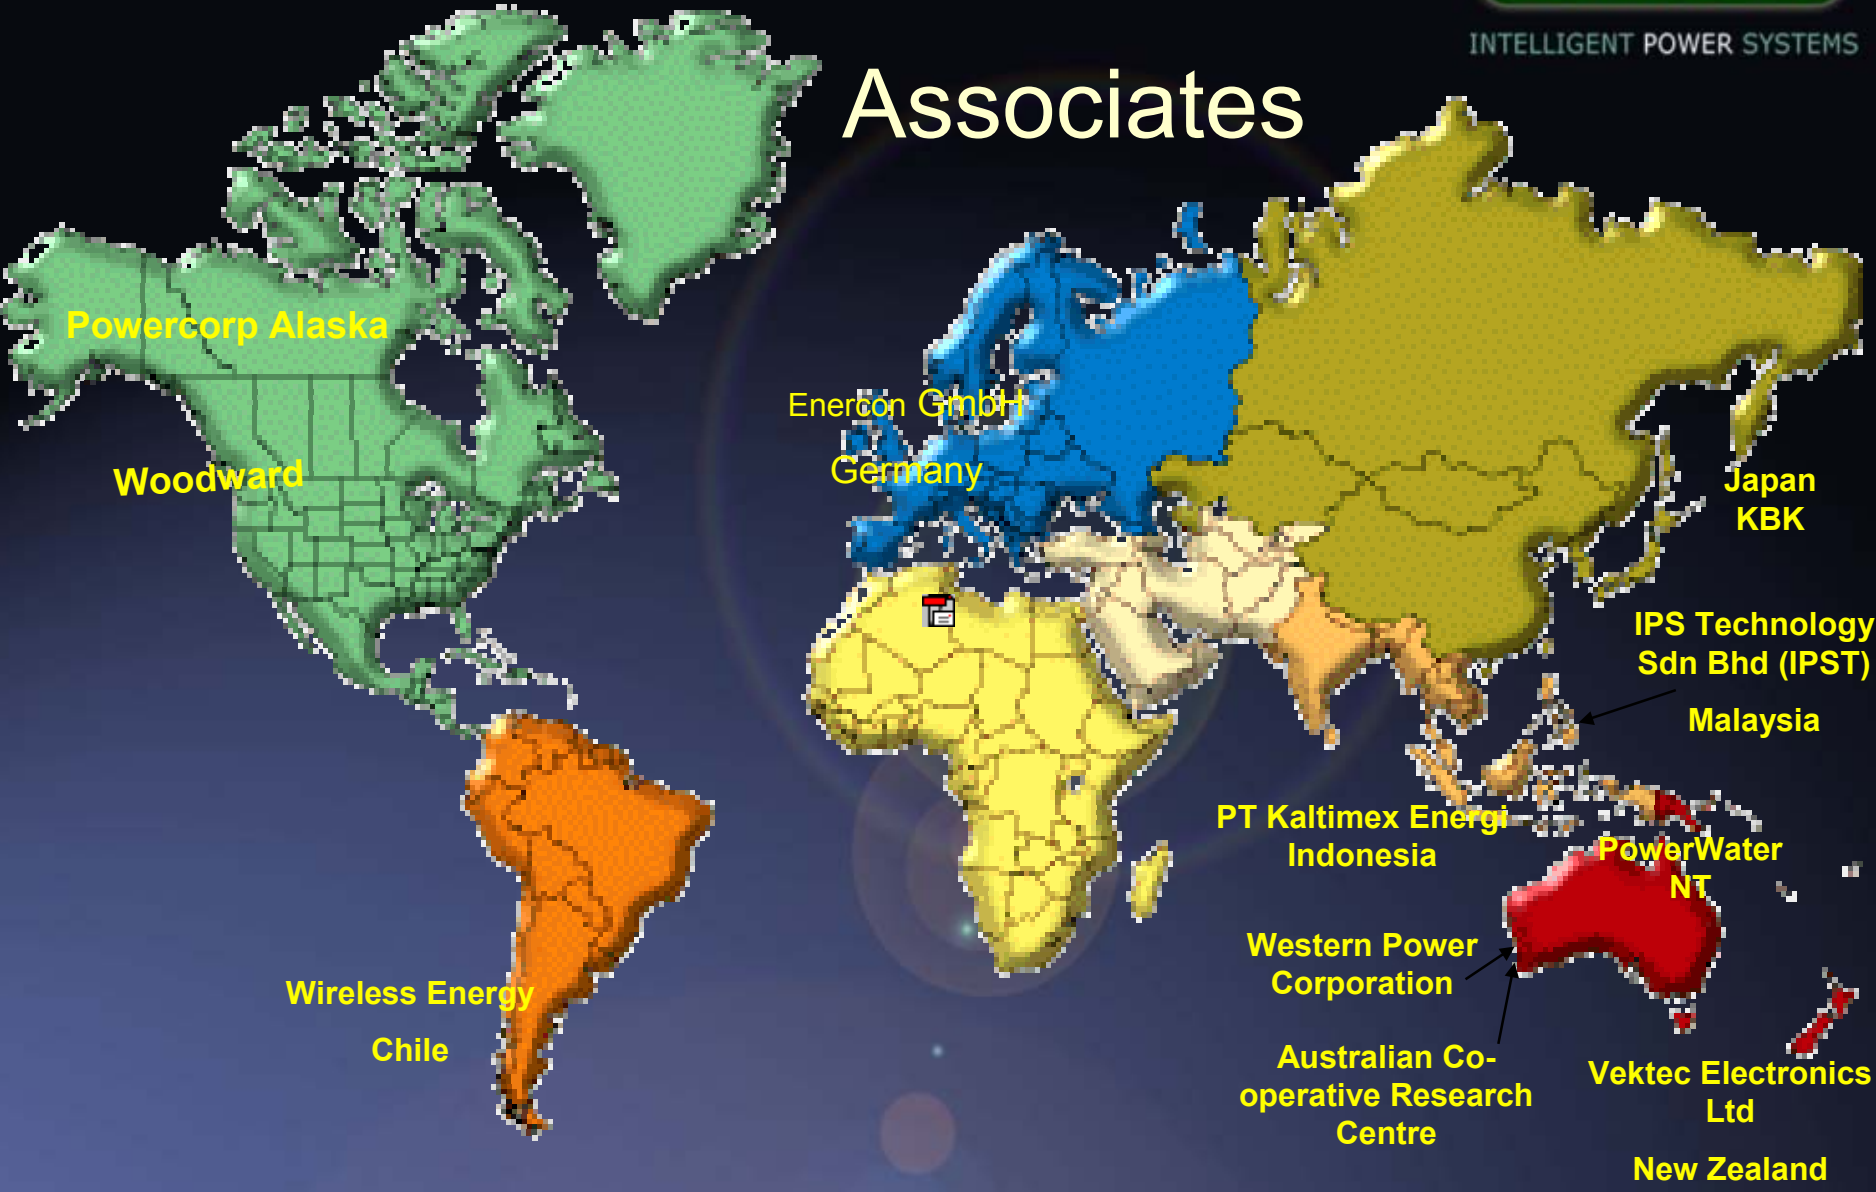 INTELLIGENT POWER SYSTEMS
Associates
Powercorp Alaska
Woodward
Enercon GmbH
Germany
Japan
KBK
IPS Technology
Sdn Bhd (IPST)
Malaysia
PT Kaltimex Energi
Indonesia
PowerWater
NT
Western Power
Corporation
Wireless Energy
Chile
Australian Co-
operative Research
Centre
Vektec Electronics
Ltd
New Zealand